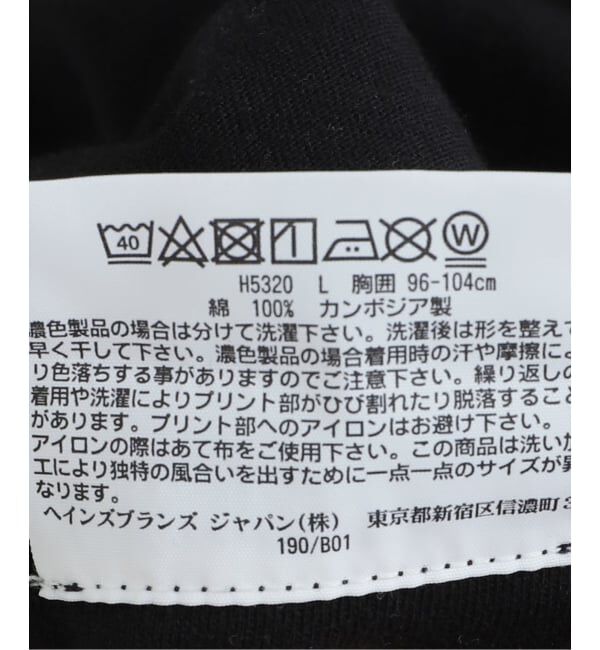 40 W
H5320 L 胸囲 96-104cm
綿 100% カンボジア製
濃色製品の場合は分けて洗濯下さい。洗濯後は形を整えて
早く干して下さい。濃色製品の場合着用時の汗や摩擦によ
り色落ちする事がありますのでご注意下さい。繰り返しの
着用や洗濯によりプリント部がひび割れたり脱落すること
があります。プリント部へのアイロンはお避け下さい。
アイロンの際はあて布をご使用下さい。この商品は洗い加
工により独特の風合いを出すために一点一点のサイズが異
なります。
ヘインズブランズ ジャパン(株) 東京都新宿区信濃町3
190/B01